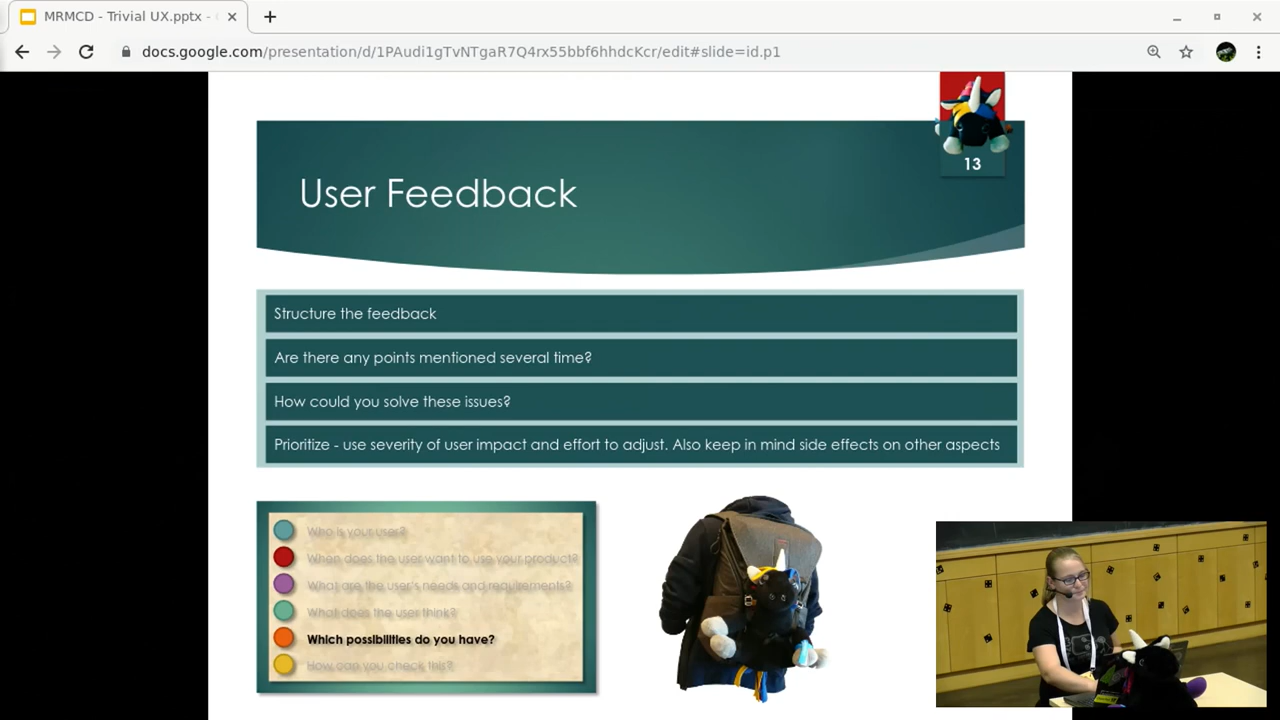 MRMCD - Trivial UX.pptx -
docs.google.com/presentation/d/1PAudi1gTvNTgaR7Q4rx55bbf6hhdcKcr/edit#slide=id.p1
13
User Feedback
Structure the feedback
Are there any points mentioned several time?
How could you solve these issues?
Prioritize - use severity of user impact and effort to adjust. Also keep in mind side effects on other aspects
Who is your user?
When does the user want to use your product?
What are the user's needs and requirements?
What does the user think?
Which possibilities do you have?
How can you check this?